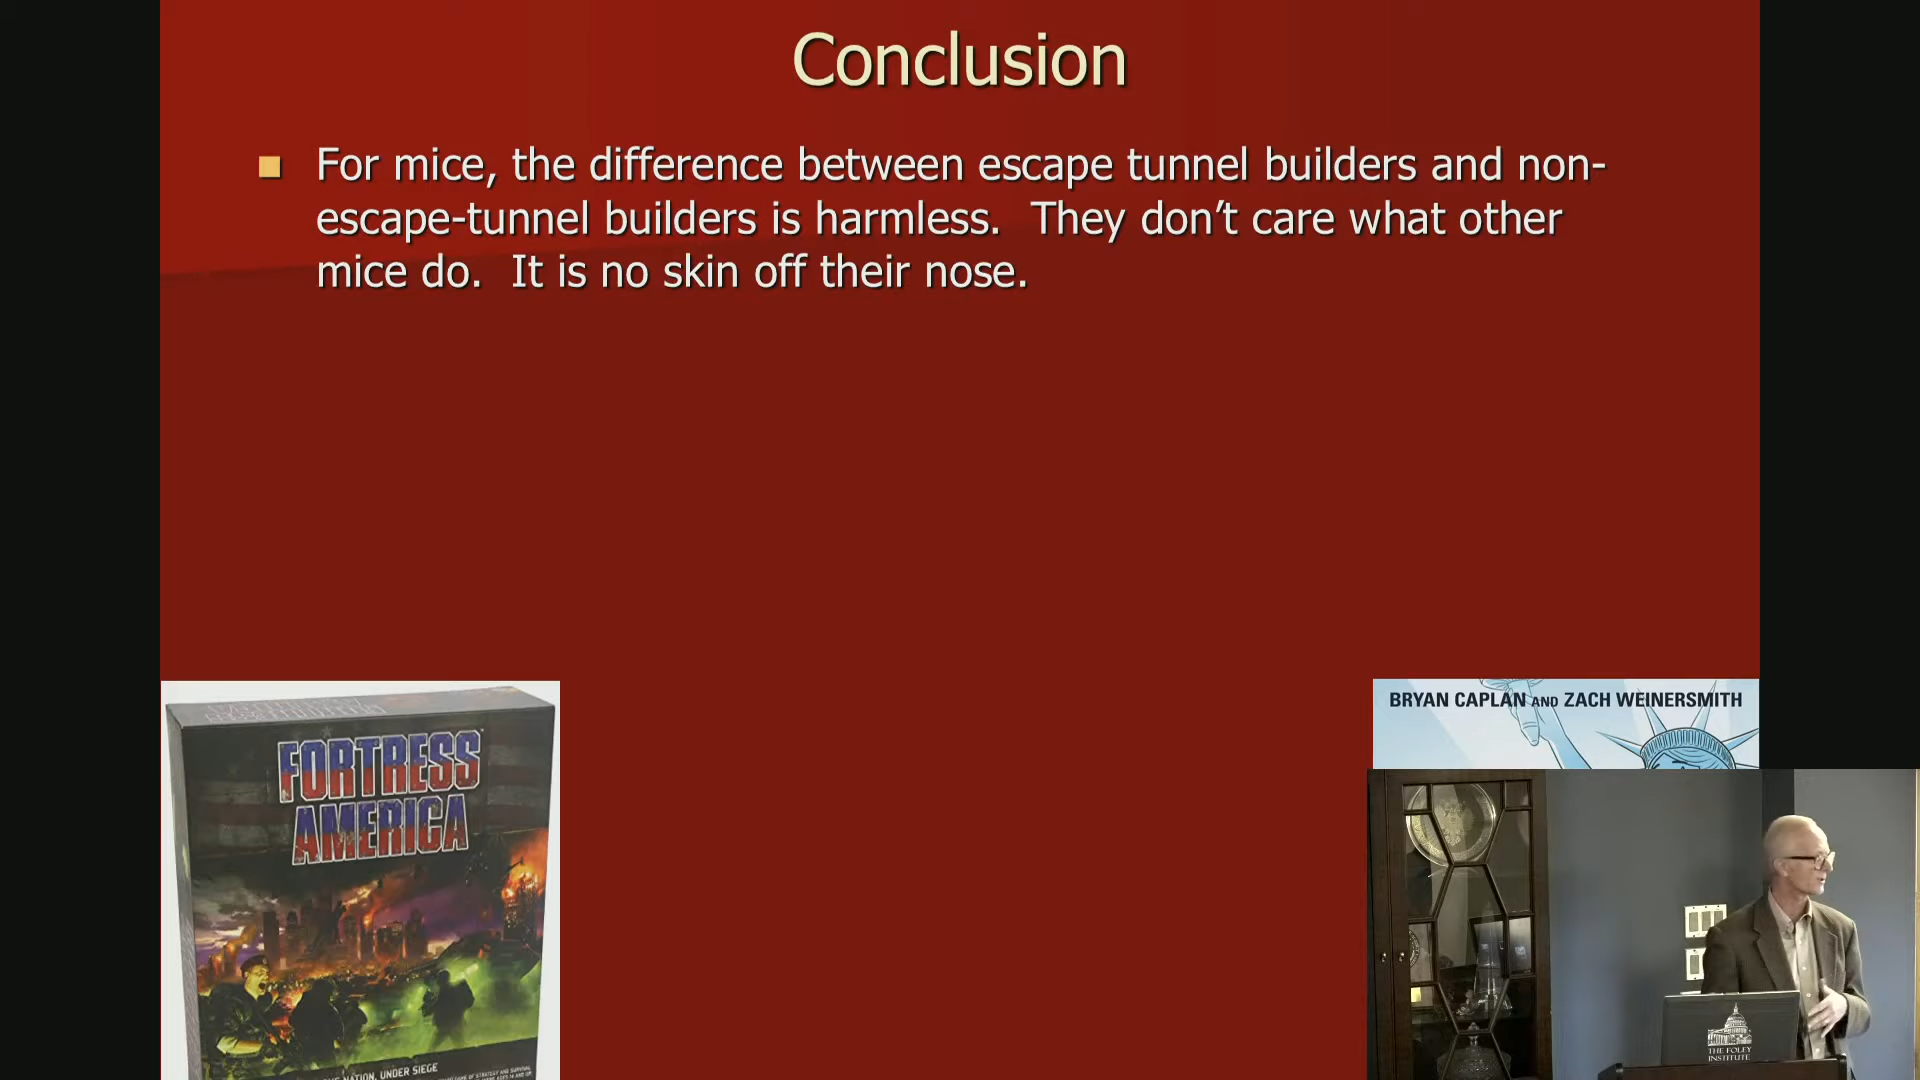 Conclusion
For mice, the difference between escape tunnel builders and non-
escape-tunnel builders is harmless.  They don’t care what other
mice do.  It is no skin off their nose.
BRYAN CAPLAN AND ZACH WEINERSMITH
FORTRESS
AMERICA
NATION, UNDER SIEGE
THE FOLEY
INSTITUTE